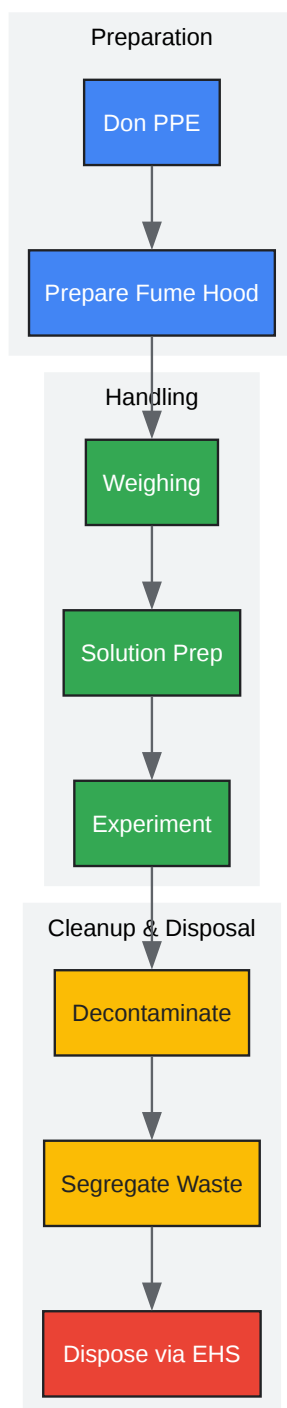 Preparation
Don PPE
Prepare Fume Hood
Handling
Weighing
Solution Prep
Experiment
Cleanup & Disposal
Decontaminate
Segregate Waste
Dispose via EHS